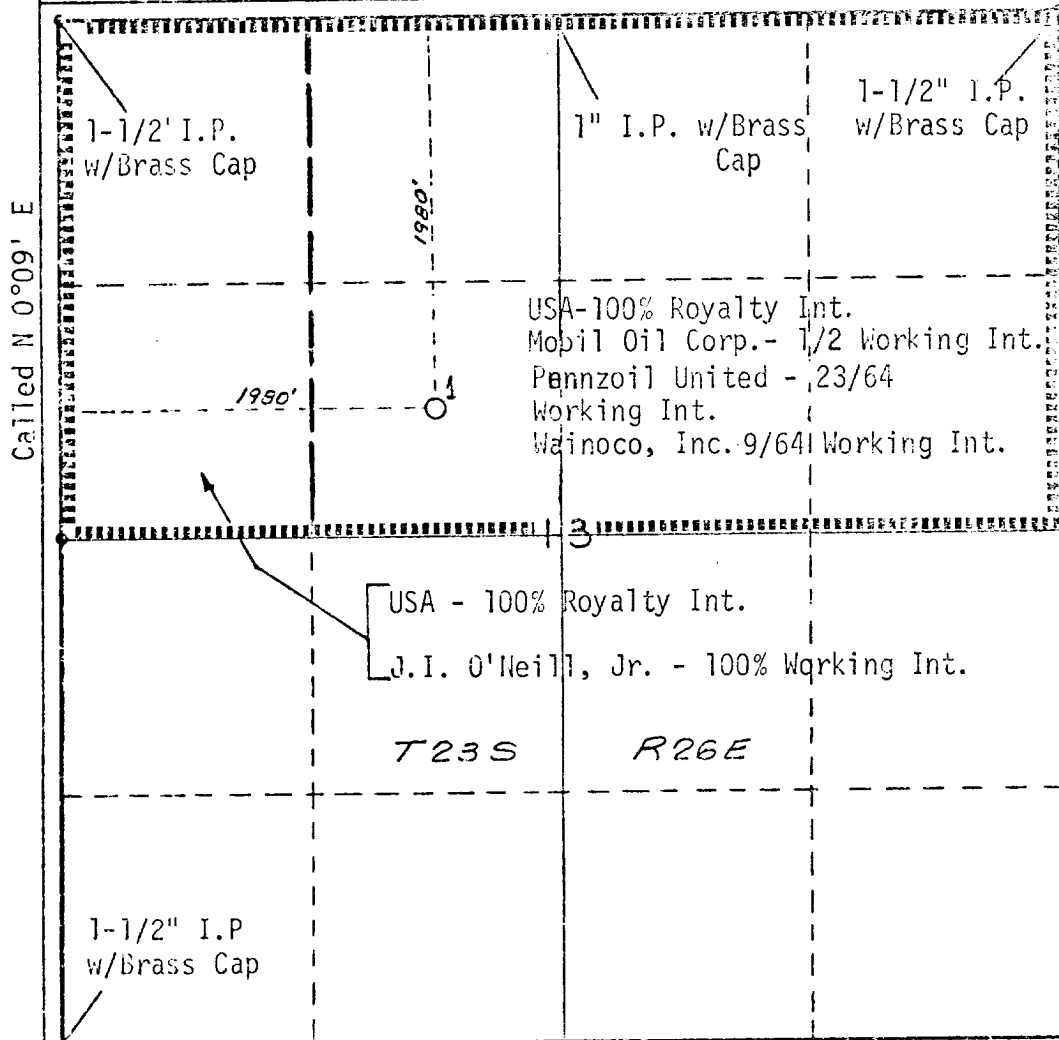 1-1/2' I.P.
w/Brass Cap
1" I.P. w/Brass
Cap
1-1/2" I.P.
w/Brass Cap
Called N 0°09' E
1980'
USA-100% Royalty Int.
Mobil Oil Corp.- 1/2 Working Int.
Pennzoil United - 23/64
Working Int.
Wainoco, Inc. 9/64 Working Int.
1980'
1
13
USA - 100% Royalty Int.
J.I. O'Neill, Jr. - 100% Working Int.
T23S R26E
1-1/2" I.P
w/Brass Cap